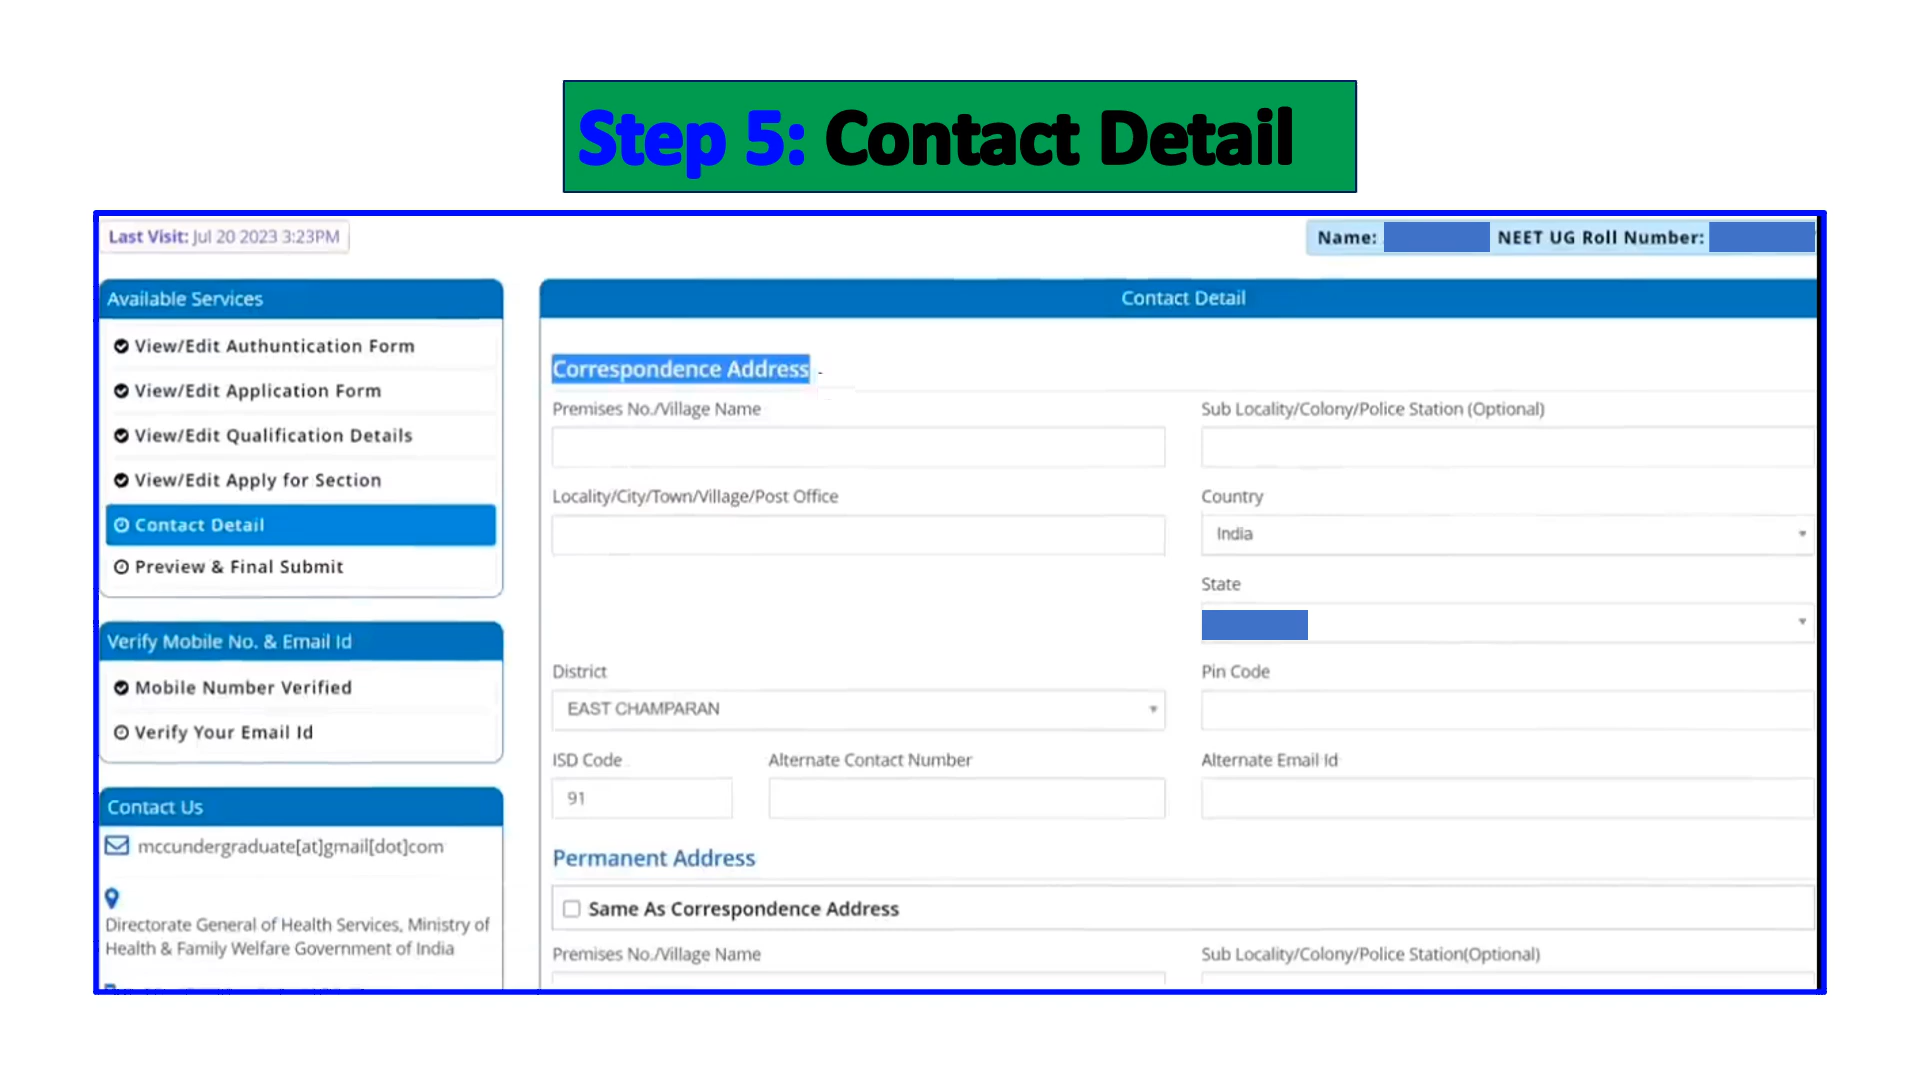 Step 5: Contact Detail
Last Visit: Jul 20 2023 3:23PM
Name: NEET UG Roll Number:
Available Services
View/Edit Authuntication Form
View/Edit Application Form
View/Edit Qualification Details
View/Edit Apply for Section
Contact Detail
Preview & Final Submit
Verify Mobile No. & Email Id
Mobile Number Verified
Verify Your Email Id
Contact Us
mccundergraduate[at]gmail[dot]com
Directorate General of Health Services, Ministry of
Health & Family Welfare Government of India
Contact Detail
Correspondence Address -
Premises No./Village Name
Sub Locality/Colony/Police Station (Optional)
Locality/City/Town/Village/Post Office
Country
India
State
District
EAST CHAMPARAN
Pin Code
ISD Code
91
Alternate Contact Number
Alternate Email Id
Permanent Address
Same As Correspondence Address
Premises No./Village Name
Sub Locality/Colony/Police Station(Optional)